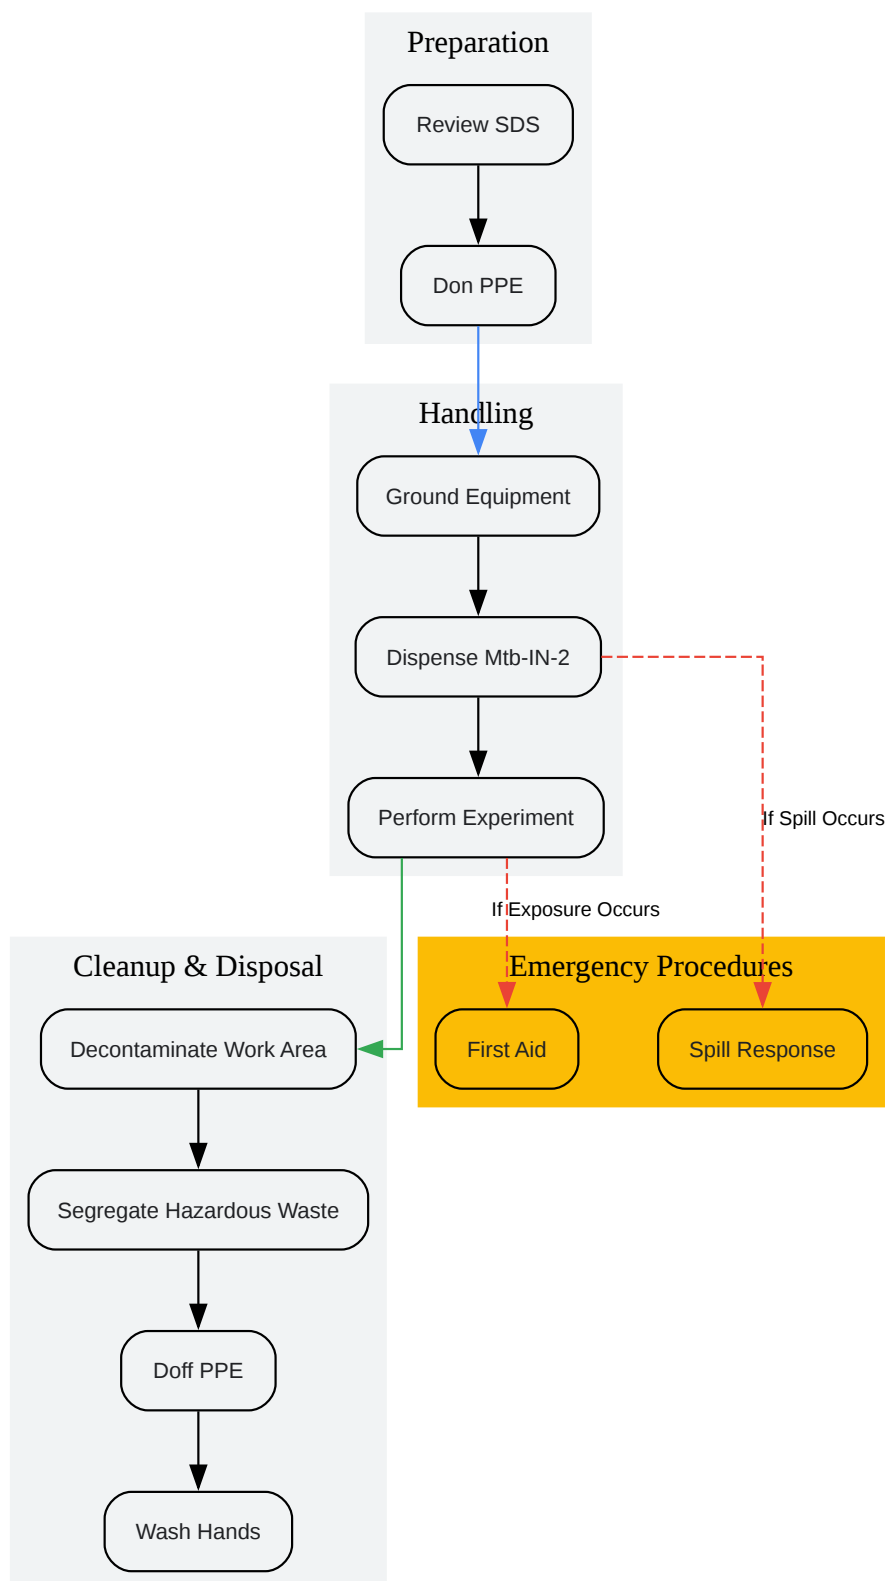 Preparation
Review SDS
Don PPE
Handling
Ground Equipment
Dispense Mtb-IN-2
Perform Experiment
If Spill Occurs
If Exposure Occurs
Cleanup & Disposal
Emergency Procedures
Decontaminate Work Area
First Aid
Spill Response
Segregate Hazardous Waste
Doff PPE
Wash Hands